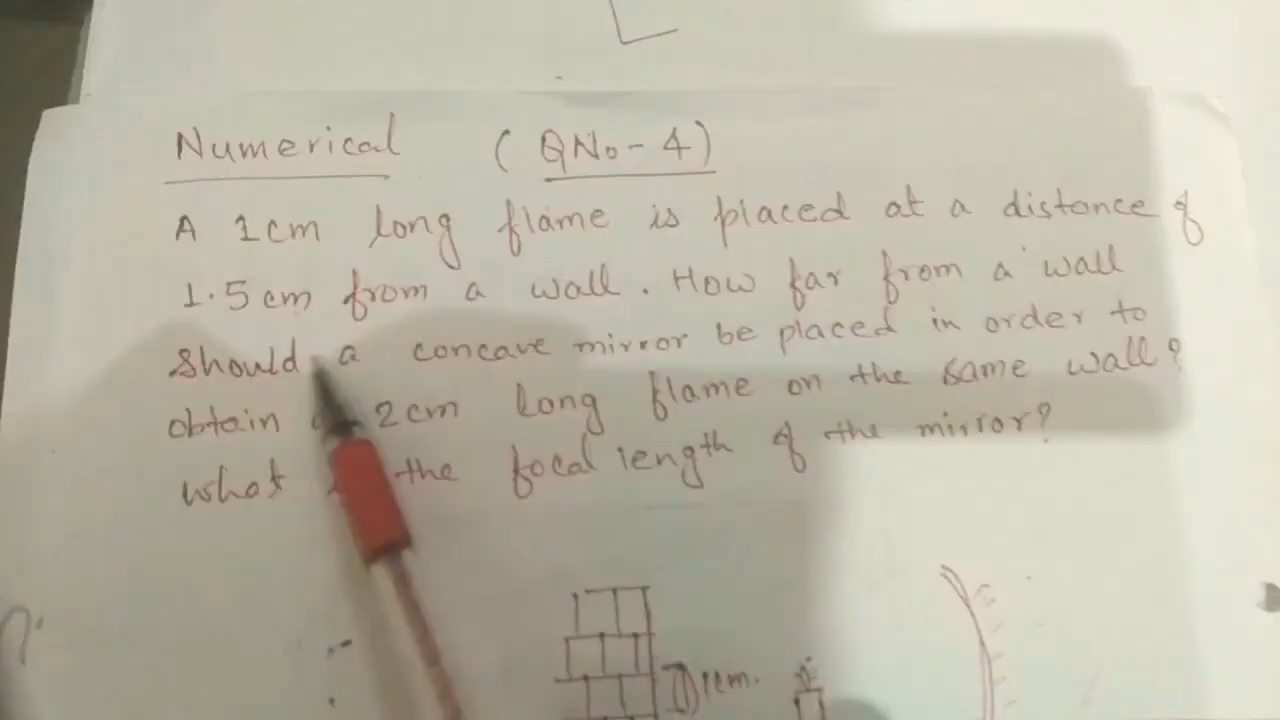 Numerical (QNo-4)
A 1cm long flame is placed at a distance of
1.5cm from a wall. How far from a wall
should a concave mirror be placed in order to
obtain 2cm long flame on the same wall?
what the focal length of the mirror?
1cm.